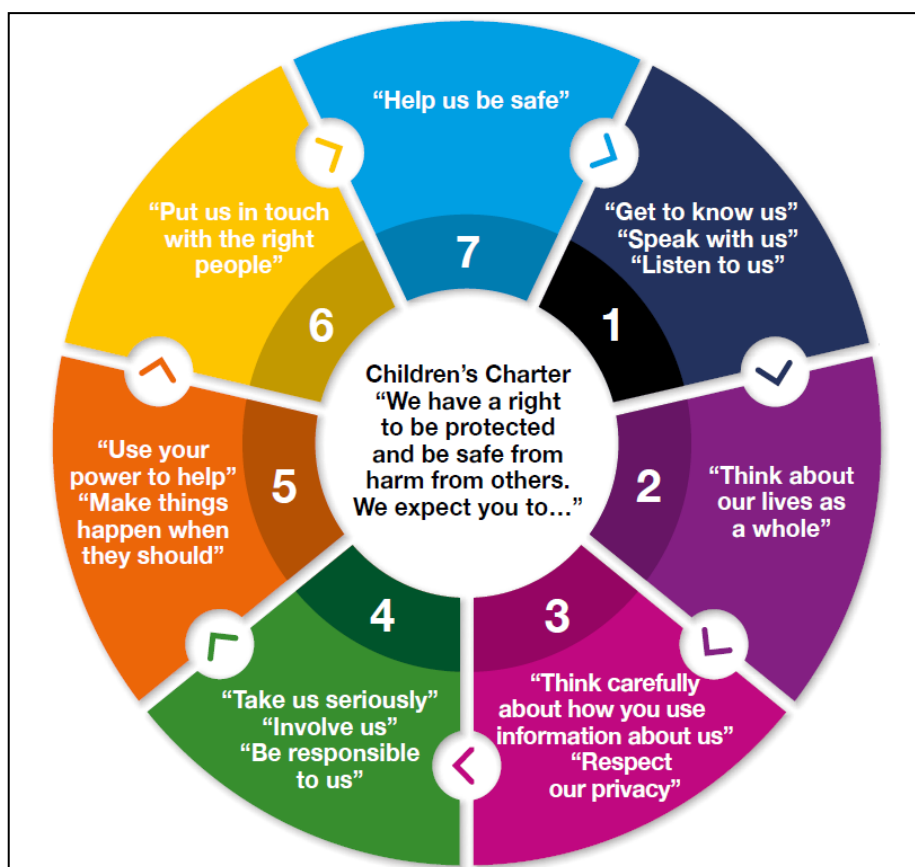 Children’s Charter
“We have a right
to be protected
and be safe from
harm from others.
We expect you to…”
1
“Get to know us”
“Speak with us”
“Listen to us”
2
“Think about
our lives as
a whole”
3
“Think carefully
about how you use
information about us”
“Respect
our privacy”
4
“Take us seriously”
“Involve us”
“Be responsible
to us”
5
“Use your
power to help”
“Make things
happen when
they should”
6
“Put us in touch
with the right
people”
7
“Help us be safe”